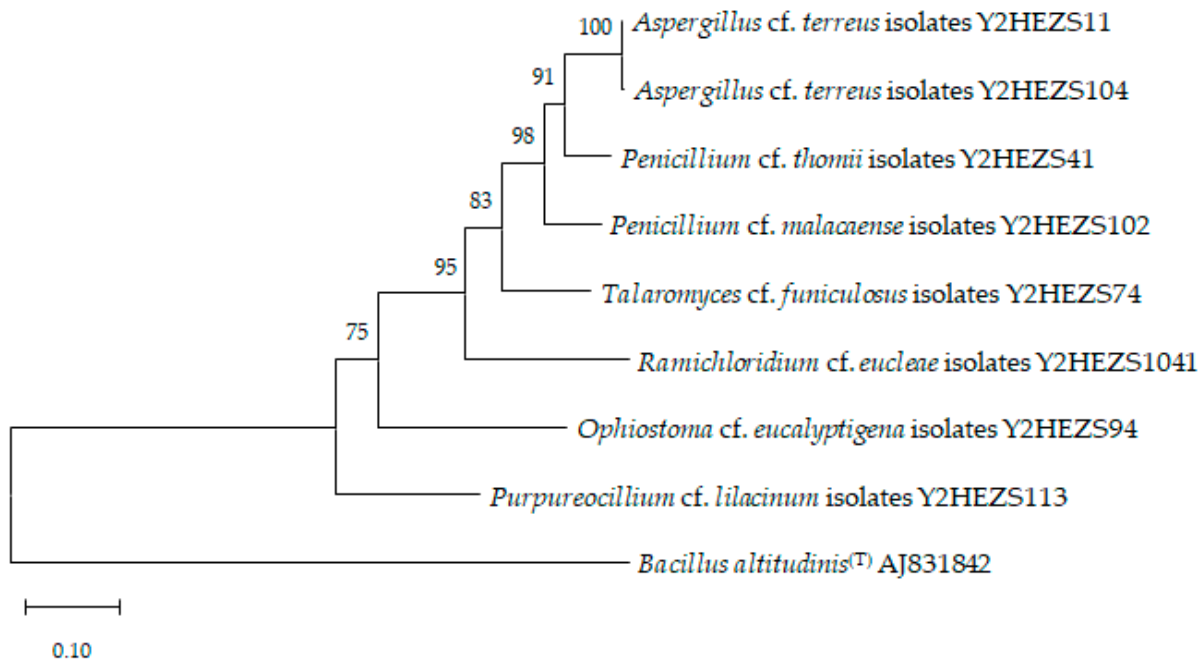 100
Aspergillus cf. terreus isolates Y2HEZS11
91
Aspergillus cf. terreus isolates Y2HEZS104
98
Penicillium cf. thomii isolates Y2HEZS41
83
Penicillium cf. malacaense isolates Y2HEZS102
95
Talaromyces cf. funiculosus isolates Y2HEZS74
75
Ramichloridium cf. eucleae isolates Y2HEZS1041
Ophiostoma cf. eucalyptigena isolates Y2HEZS94
Purpureocillium cf. lilacinum isolates Y2HEZS113
Bacillus altitudinis(T) AJ831842
0.10